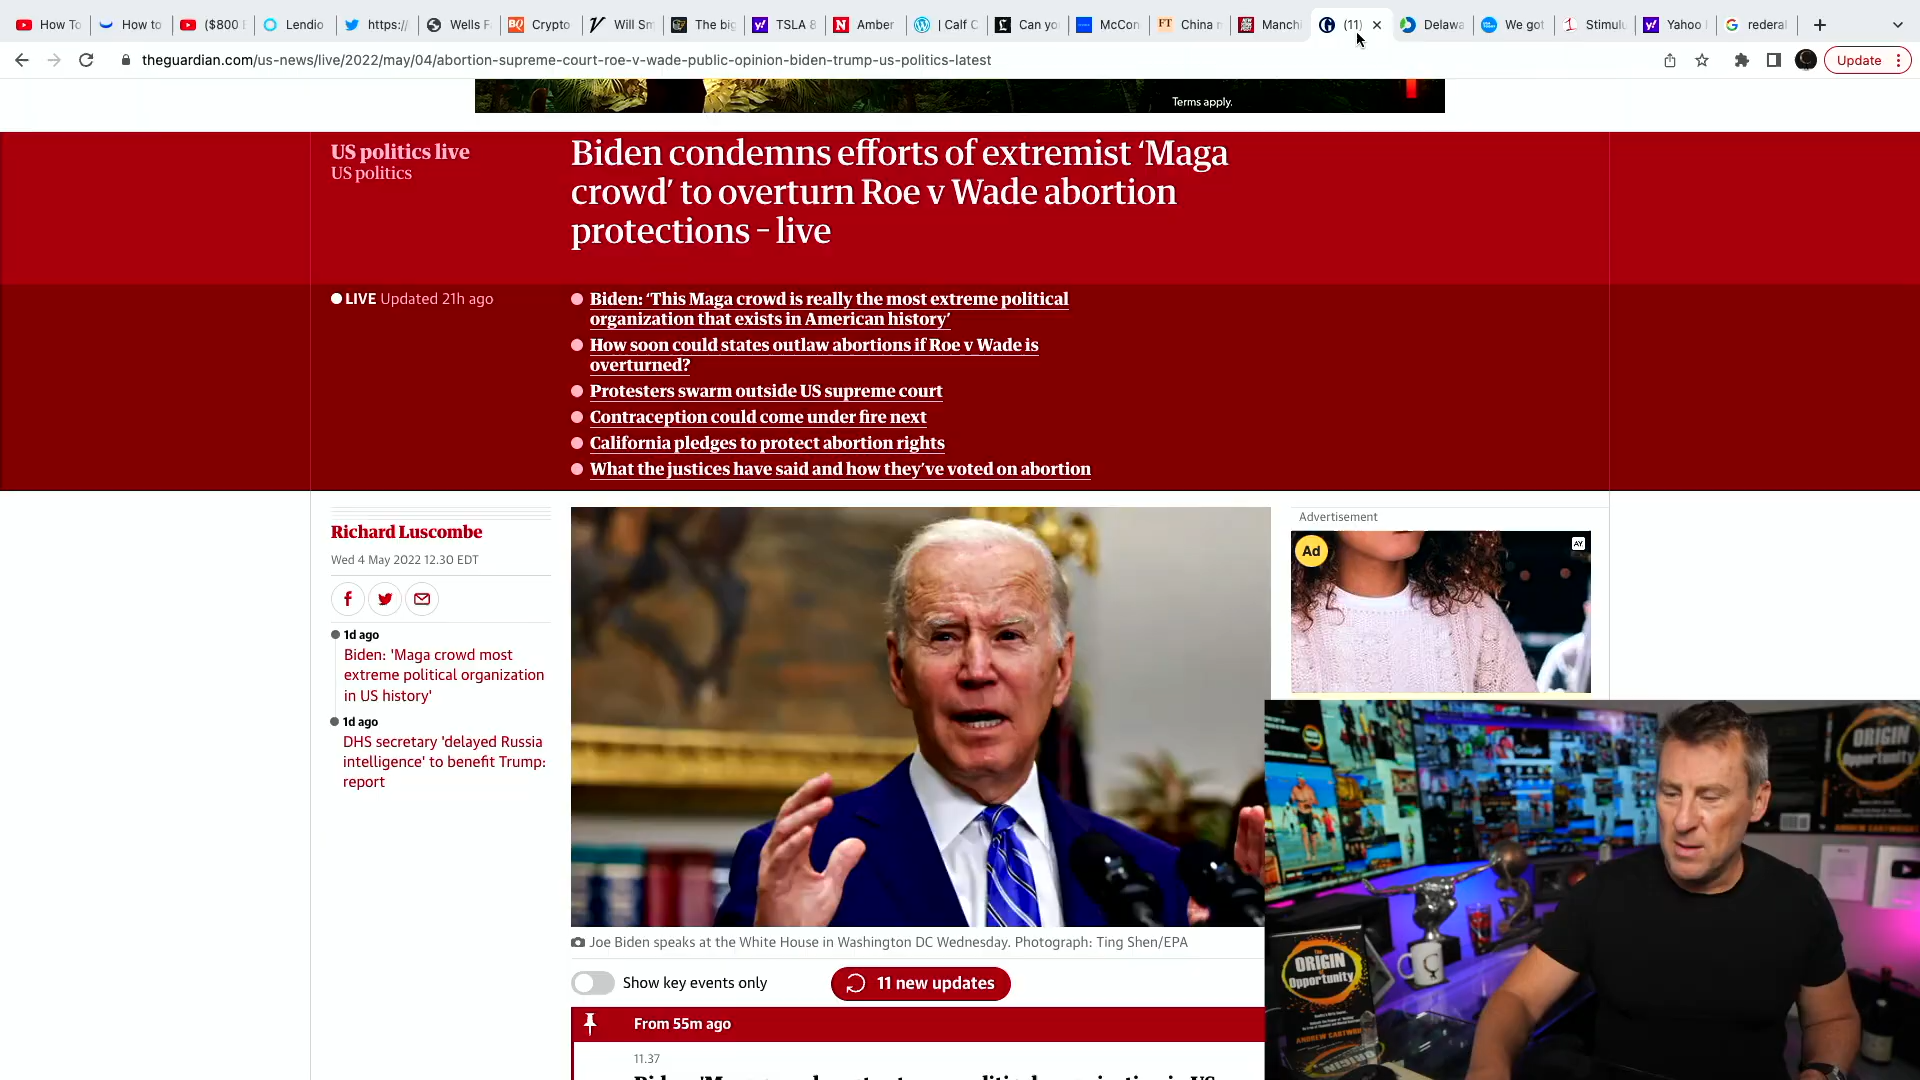 How To
How to
($800
Lendio
https:/
Wells F
Crypto
Will Sm
The big
TSLA 8
Amber
| Calf C
Can yo
McCon
China
Manchi
(11)
Delawa
We got
Stimulu
Yahoo
rederal
theguardian.com/us-news/live/2022/may/04/abortion-supreme-court-roe-v-wade-public-opinion-biden-trump-us-politics-latest
Update
Terms apply.
US politics live
US politics
Biden condemns efforts of extremist ‘Maga
crowd’ to overturn Roe v Wade abortion
protections – live
LIVE Updated 21h ago
Biden: ‘This Maga crowd is really the most extreme political
organization that exists in American history’
How soon could states outlaw abortions if Roe v Wade is
overturned?
Protesters swarm outside US supreme court
Contraception could come under fire next
California pledges to protect abortion rights
What the justices have said and how they’ve voted on abortion
Richard Luscombe
Wed 4 May 2022 12.30 EDT
1d ago
Biden: 'Maga crowd most
extreme political organization
in US history'
1d ago
DHS secretary 'delayed Russia
intelligence' to benefit Trump:
report
Advertisement
Ad
Joe Biden speaks at the White House in Washington DC Wednesday. Photograph: Ting Shen/EPA
Show key events only
11 new updates
From 55m ago
11.37
ORIGIN
Opportunity
The
ORIGIN
of
Opportunity
ANDREW CARTWRIGHT